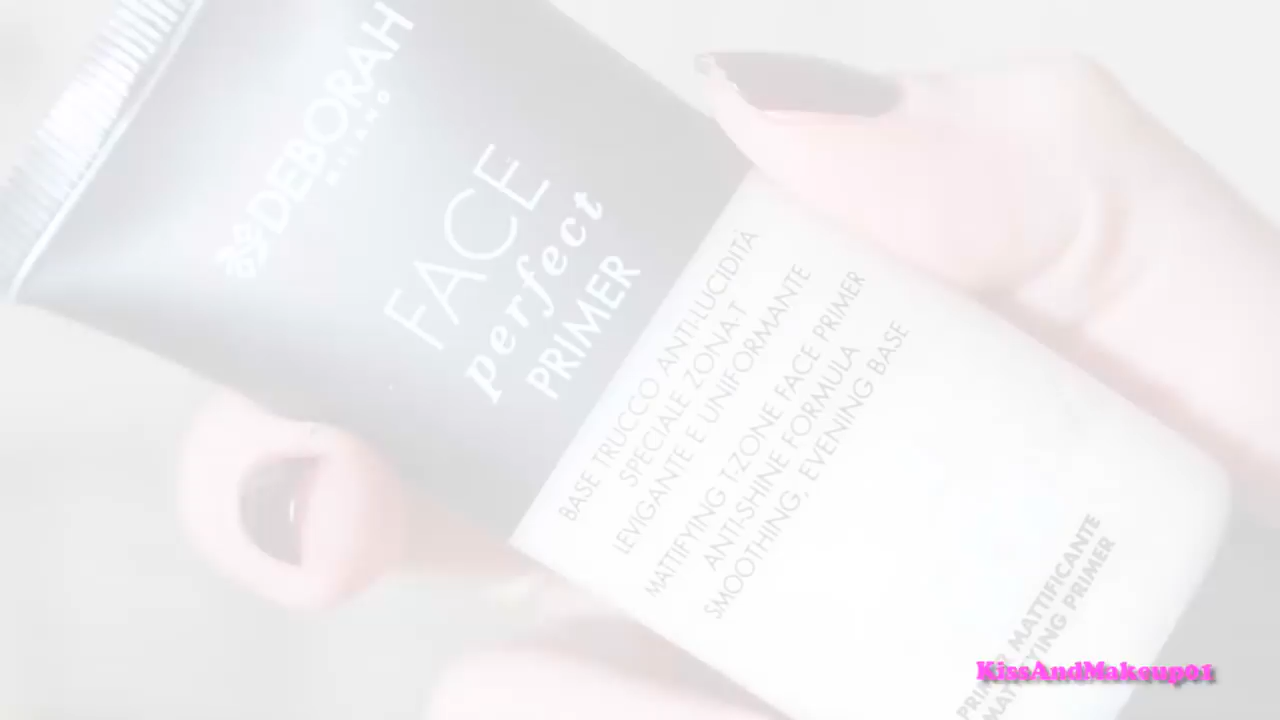 DEBORAH
MILANO
FACE
perfect
PRIMER
BASE TRUCCO ANTI-LUCIDITÀ
SPECIALE ZONA-T
LEVIGANTE E UNIFORMANTE
MATTIFYING T-ZONE FACE PRIMER
ANTI-SHINE FORMULA
SMOOTHING, EVENING BASE
PRIMER MATTIFICANTE
MATTIFYING PRIMER
KissAndMakeup01